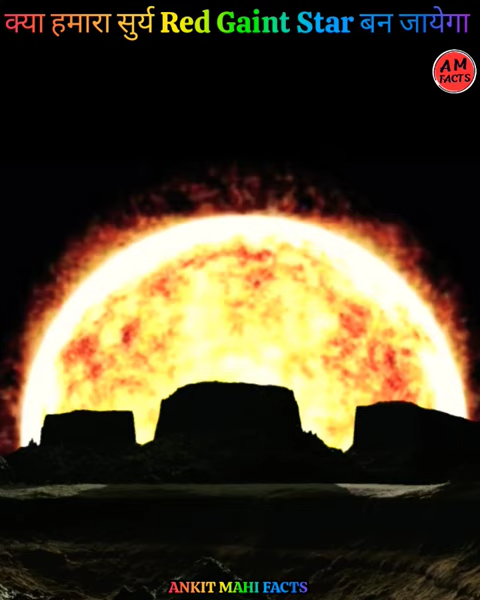 क्या हमारा सुर्य Red Gaint Star बन जायेगा
AM
FACTS
ANKIT MAHI FACTS